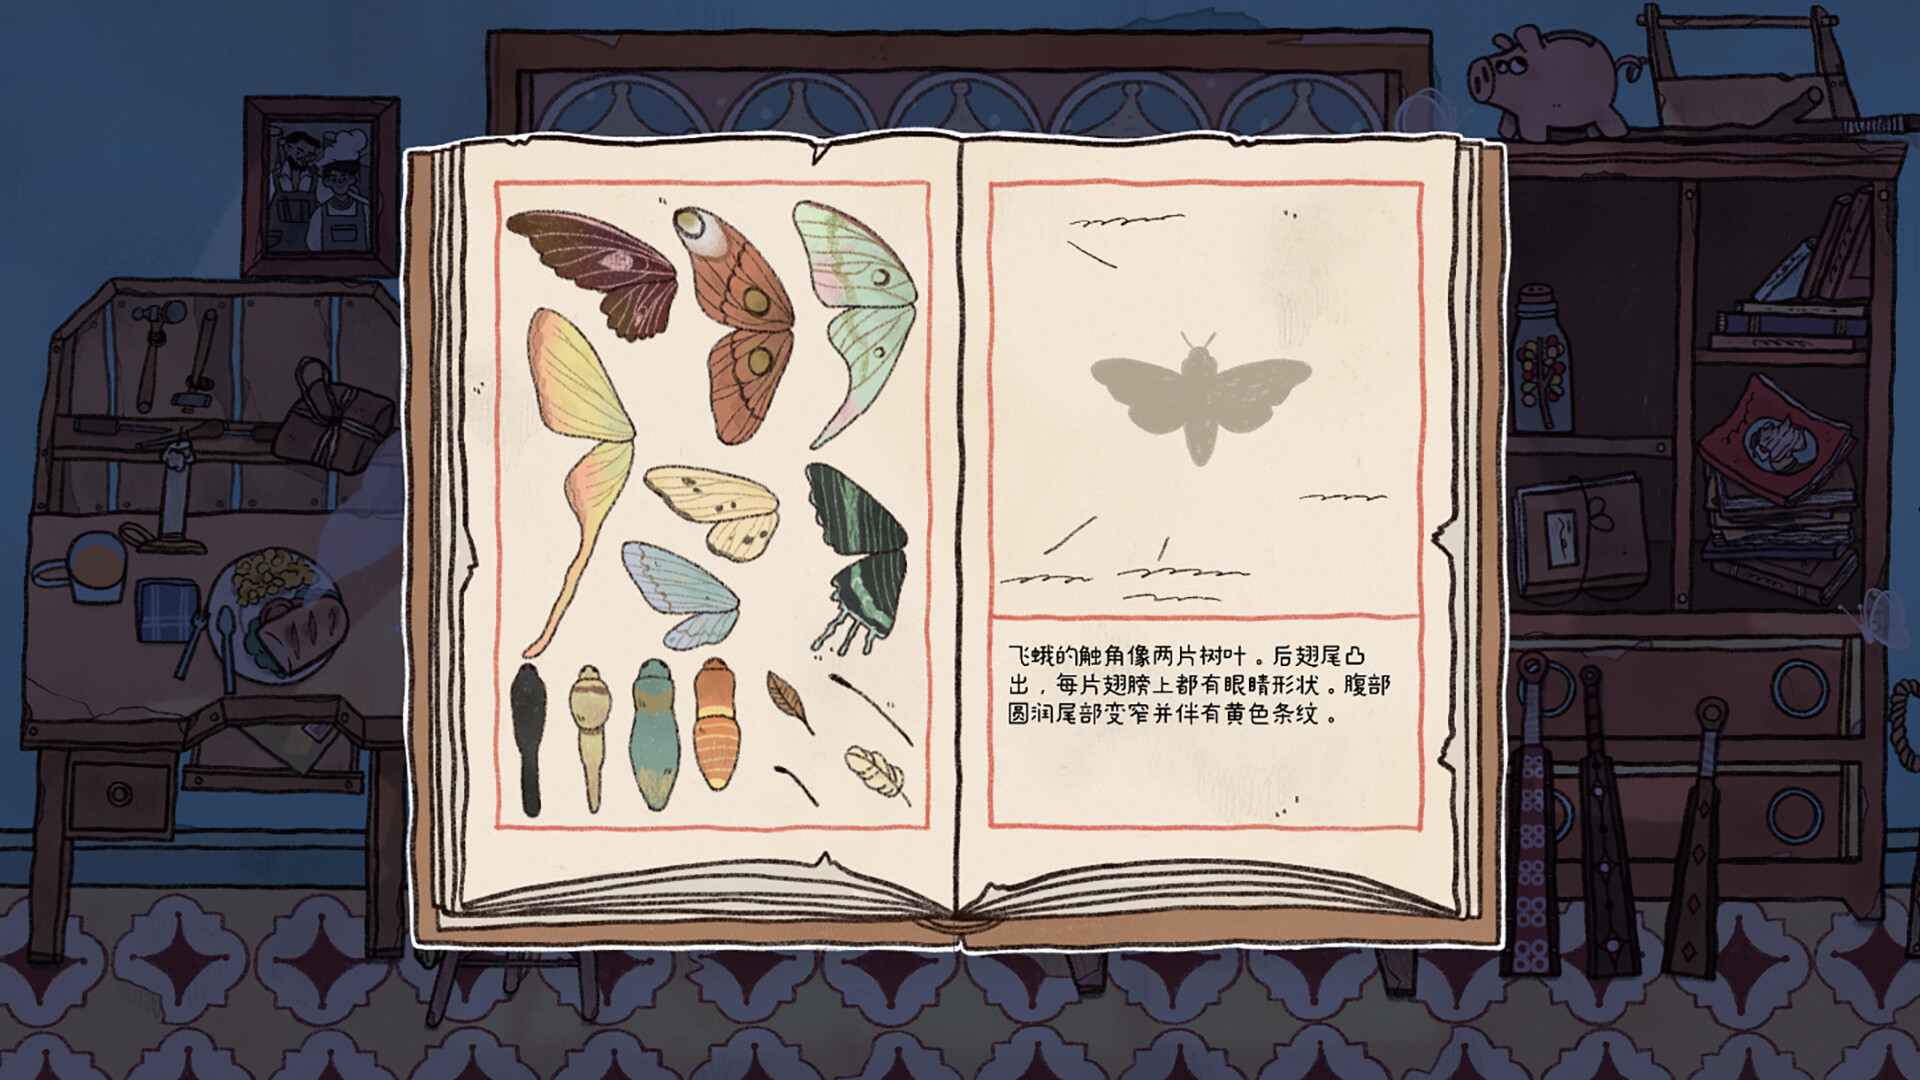 飞蛾的触角像两片树叶。后翅尾凸
出，每片翅膀上都有眼睛形状。腹部
圆润尾部变窄并伴有黄色条纹。